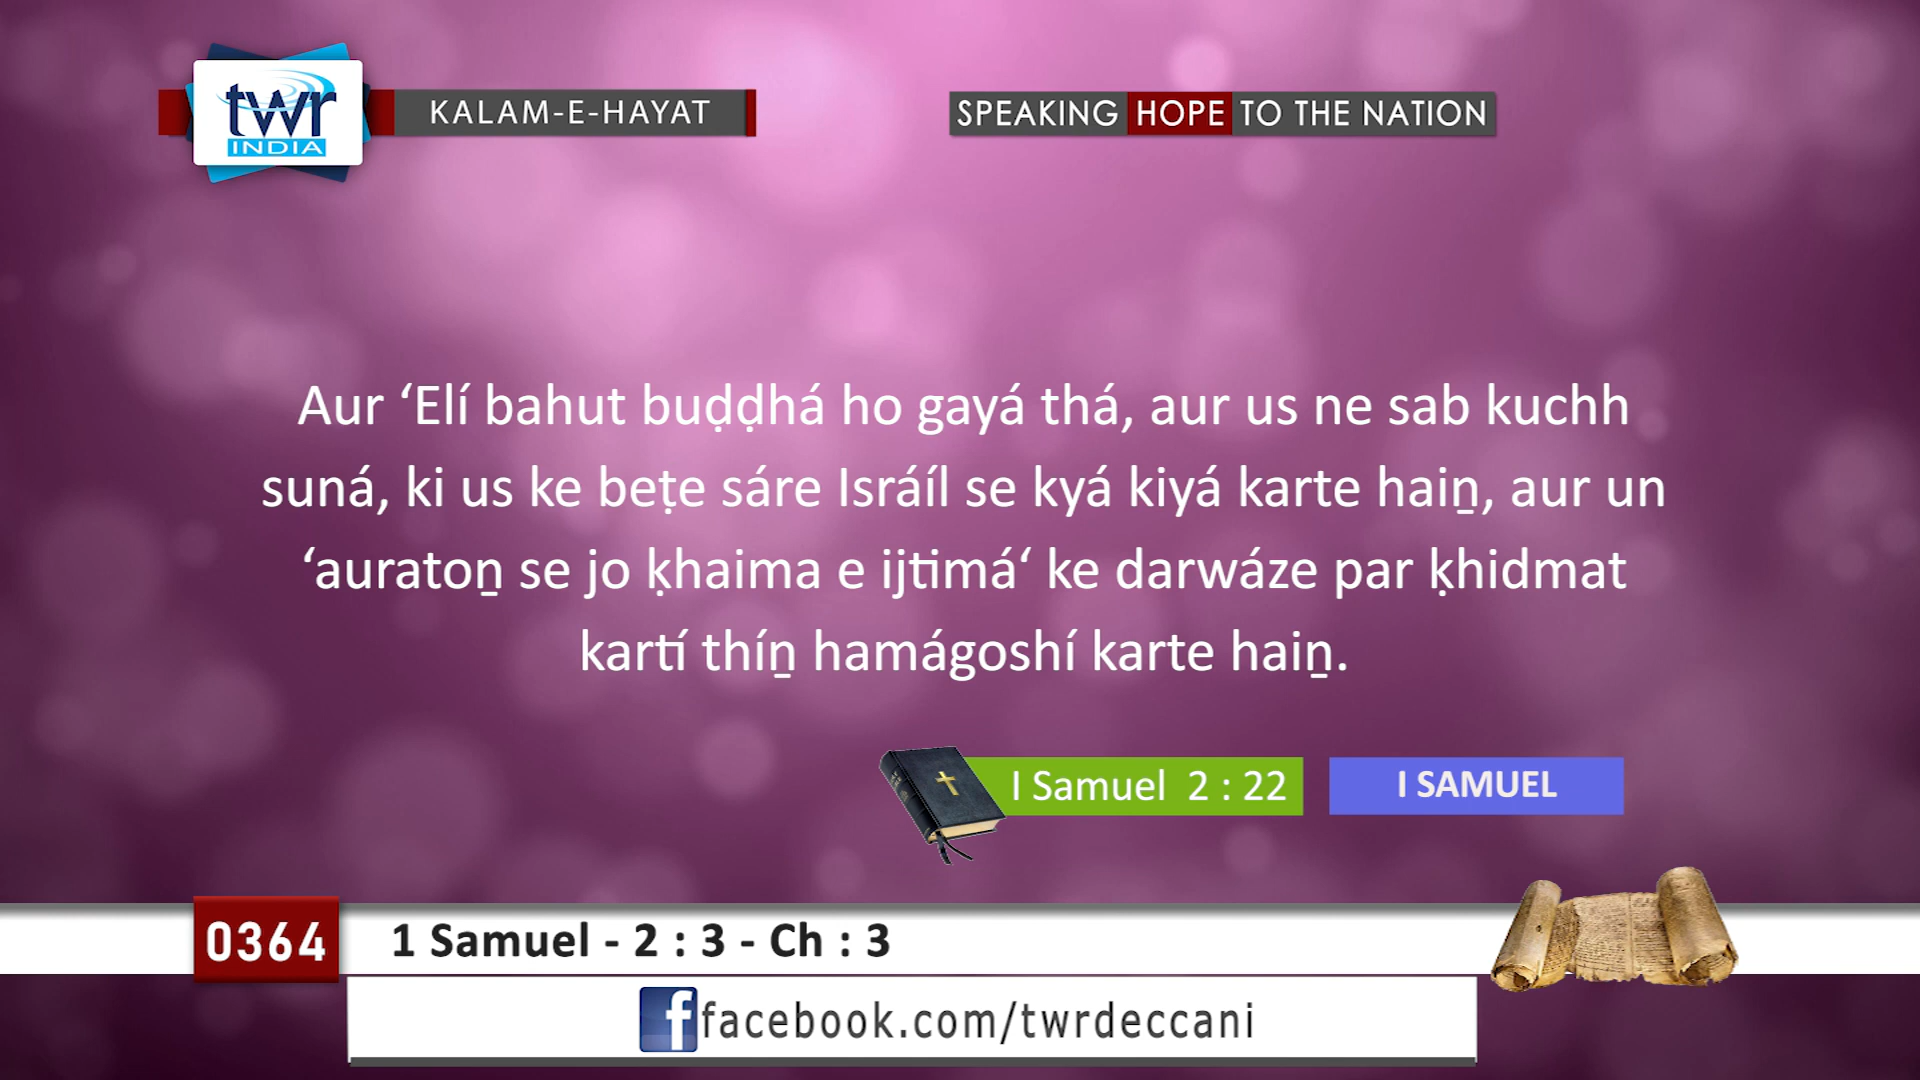 twr
INDIA
KALAM-E-HAYAT
SPEAKING HOPE TO THE NATION
Aur ‘Elí bahut buḍḍhá ho gayá thá, aur us ne sab kuchh
suná, ki us ke beṭe sáre Isráíl se kyá kiyá karte haiṉ, aur un
‘auratoṉ se jo ḳhaima e ijtimá‘ ke darwáze par ḳhidmat
kartí thíṉ hamágoshí karte haiṉ.
I Samuel 2 : 22
I SAMUEL
0364
1 Samuel - 2 : 3 - Ch : 3
facebook.com/twrdeccani